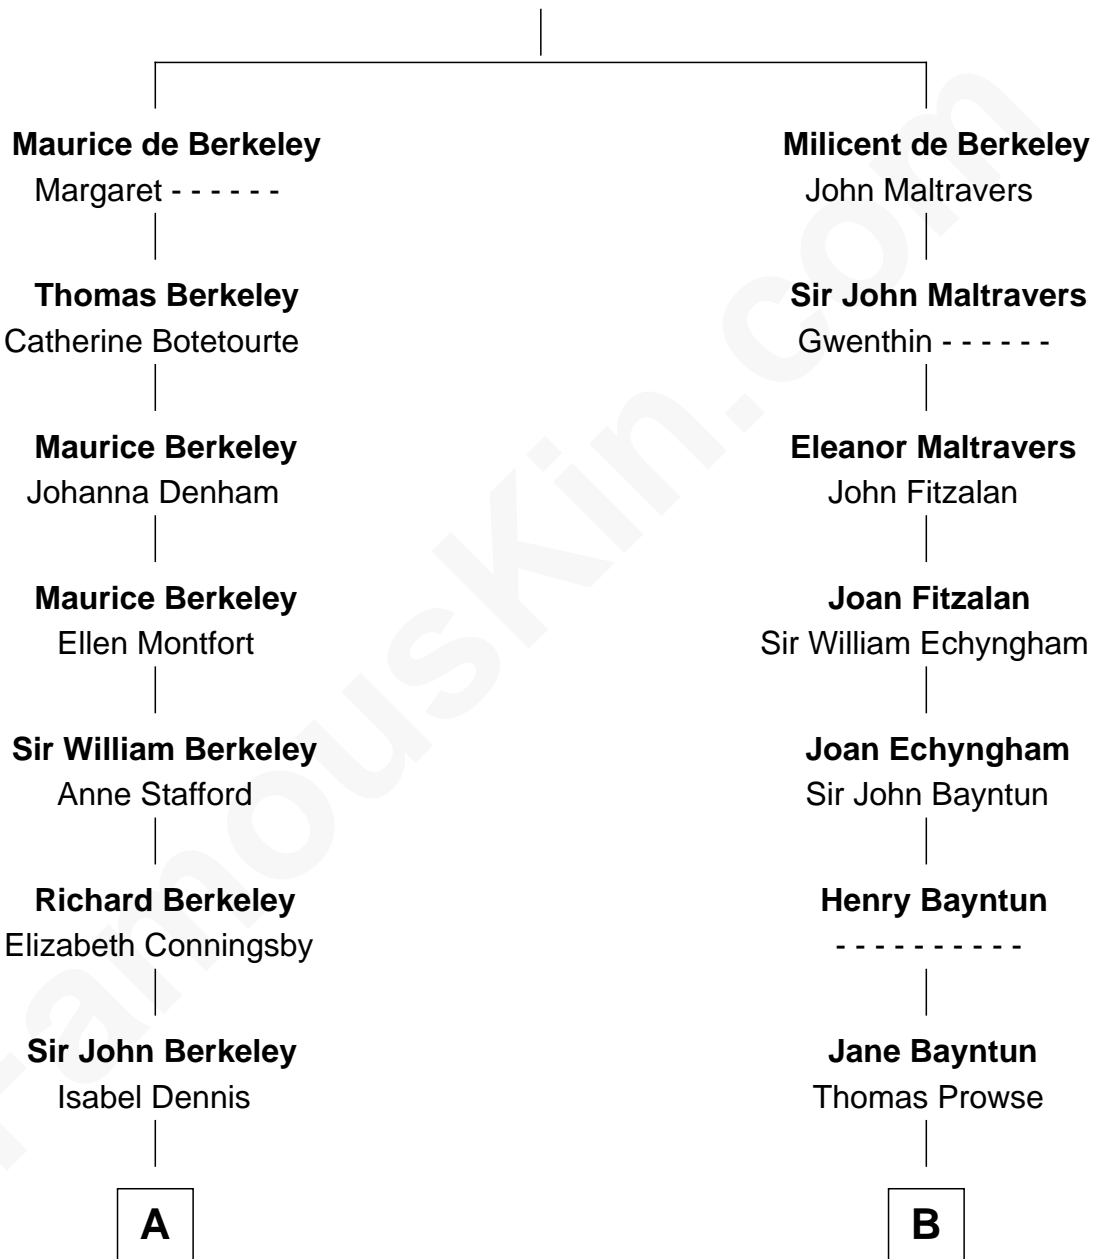 Maurice de Berkeley
Margaret - - - - - -
Milicent de Berkeley
John Maltravers
Thomas Berkeley
Catherine Botetourte
Sir John Maltravers
Gwenthin - - - - - -
Maurice Berkeley
Johanna Denham
Eleanor Maltravers
John Fitzalan
Maurice Berkeley
Ellen Montfort
Joan Fitzalan
Sir William Echyngham
Sir William Berkeley
Anne Stafford
Joan Echyngham
Sir John Bayntun
Richard Berkeley
Elizabeth Conningsby
Henry Bayntun
- - - - - - - - - -
Sir John Berkeley
Isabel Dennis
Jane Bayntun
Thomas Prowse
A
B
FamousKin.com